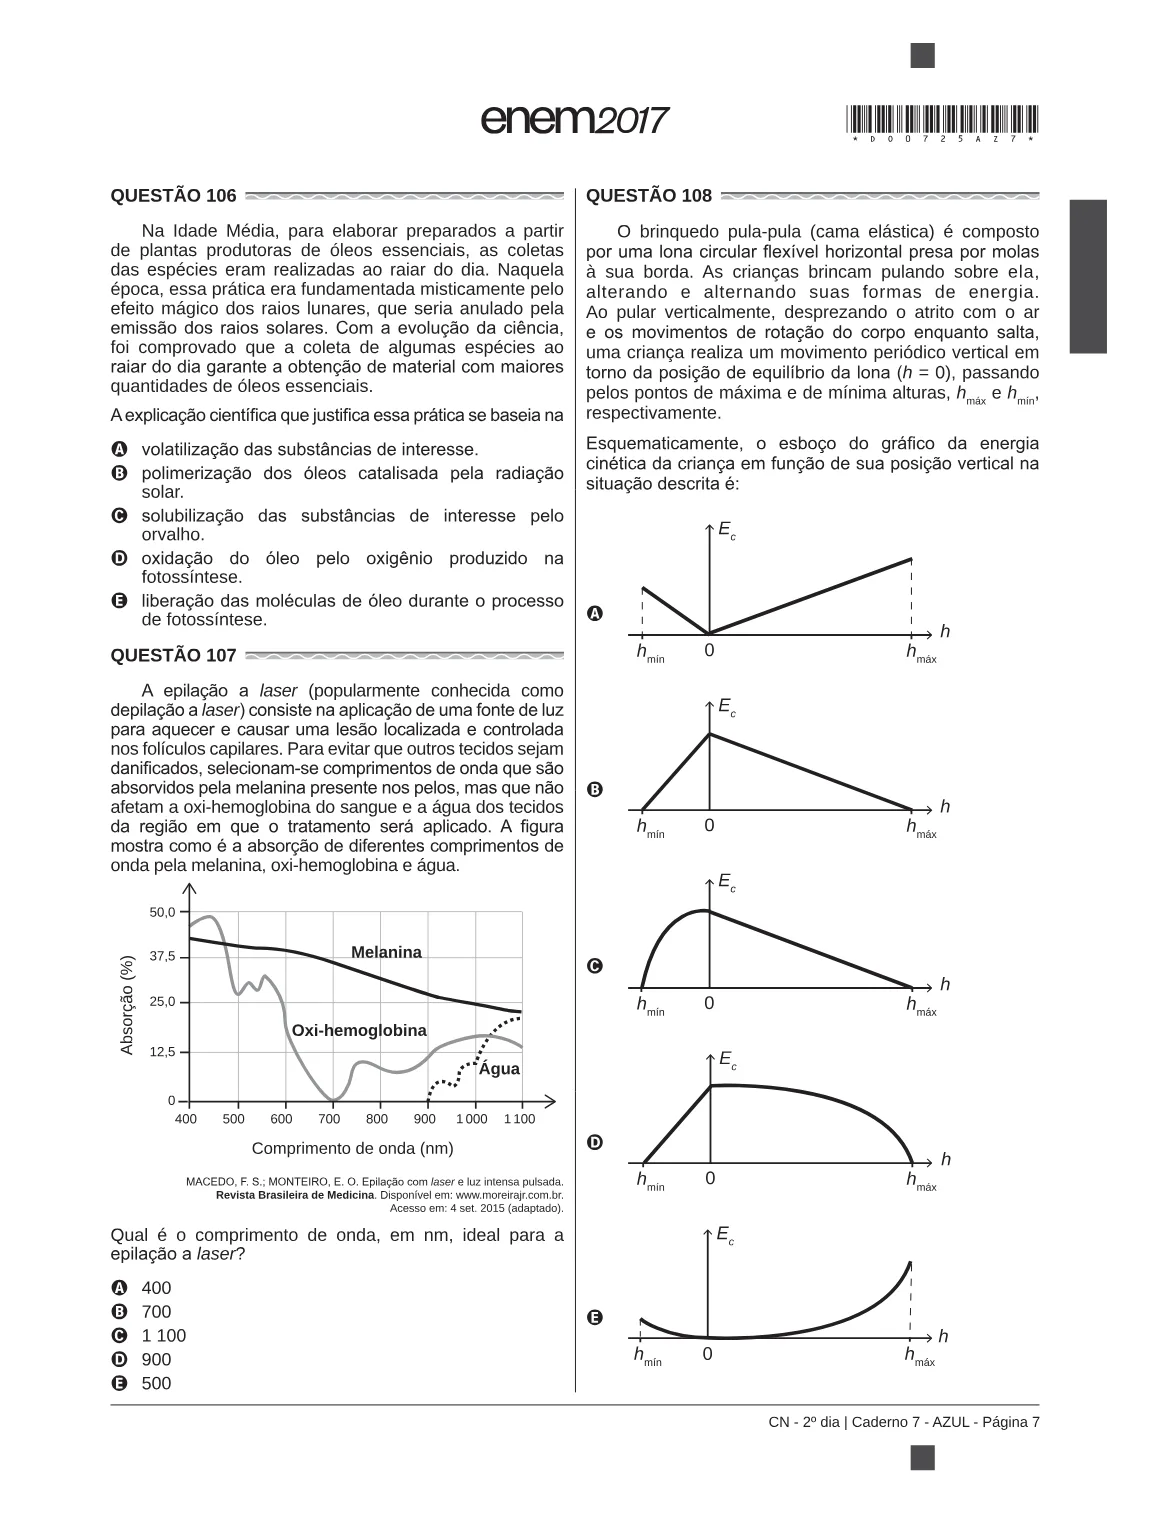 enem2017
* D 0 0 7 2 5 A Z 7 *
QUESTÃO 106
Na Idade Média, para elaborar preparados a partir
de plantas produtoras de óleos essenciais, as coletas
das espécies eram realizadas ao raiar do dia. Naquela
época, essa prática era fundamentada misticamente pelo
efeito mágico dos raios lunares, que seria anulado pela
emissão dos raios solares. Com a evolução da ciência,
foi comprovado que a coleta de algumas espécies ao
raiar do dia garante a obtenção de material com maiores
quantidades de óleos essenciais.
A explicação científica que justifica essa prática se baseia na
A volatilização das substâncias de interesse.
B polimerização dos óleos catalisada pela radiação
solar.
C solubilização das substâncias de interesse pelo
orvalho.
D oxidação do óleo pelo oxigênio produzido na
fotossíntese.
E liberação das moléculas de óleo durante o processo
de fotossíntese.
QUESTÃO 107
A epilação a laser (popularmente conhecida como
depilação a laser) consiste na aplicação de uma fonte de luz
para aquecer e causar uma lesão localizada e controlada
nos folículos capilares. Para evitar que outros tecidos sejam
danificados, selecionam-se comprimentos de onda que são
absorvidos pela melanina presente nos pelos, mas que não
afetam a oxi-hemoglobina do sangue e a água dos tecidos
da região em que o tratamento será aplicado. A figura
mostra como é a absorção de diferentes comprimentos de
onda pela melanina, oxi-hemoglobina e água.
Absorção (%)
50,0
37,5
25,0
12,5
0
Melanina
Oxi-hemoglobina
Água
400 500 600 700 800 900 1 000 1 100
Comprimento de onda (nm)
MACEDO, F. S.; MONTEIRO, E. O. Epilação com laser e luz intensa pulsada.
Revista Brasileira de Medicina. Disponível em: www.moreirajr.com.br.
Acesso em: 4 set. 2015 (adaptado).
Qual é o comprimento de onda, em nm, ideal para a
epilação a laser?
A 400
B 700
C 1 100
D 900
E 500
QUESTÃO 108
O brinquedo pula-pula (cama elástica) é composto
por uma lona circular flexível horizontal presa por molas
à sua borda. As crianças brincam pulando sobre ela,
alterando e alternando suas formas de energia.
Ao pular verticalmente, desprezando o atrito com o ar
e os movimentos de rotação do corpo enquanto salta,
uma criança realiza um movimento periódico vertical em
torno da posição de equilíbrio da lona (h = 0), passando
pelos pontos de máxima e de mínima alturas, hmáx e hmín,
respectivamente.
Esquematicamente, o esboço do gráfico da energia
cinética da criança em função de sua posição vertical na
situação descrita é:
A
Ec
h
hmín 0 hmáx
B
Ec
h
hmín 0 hmáx
C
Ec
h
hmín 0 hmáx
D
Ec
h
hmín 0 hmáx
E
Ec
h
hmín 0 hmáx
CN - 2º dia | Caderno 7 - AZUL - Página 7